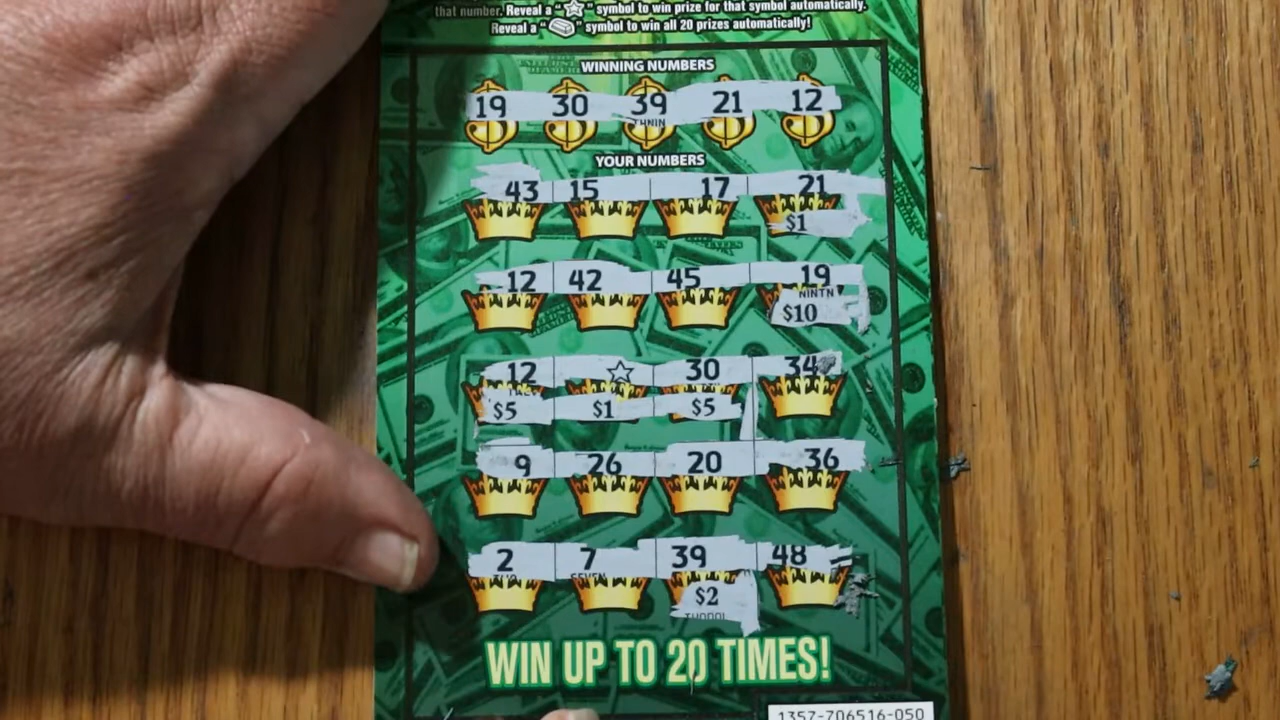 that number. Reveal a " " symbol to win prize for that symbol automatically.
Reveal a " " symbol to win all 20 prizes automatically!
WINNING NUMBERS
19 30 39 21 12
YOUR NUMBERS
43 15 17 21
$1
12 42 45 19
NINTN
$10
12 30 34
$5 $1 $5
9 26 20 36
2 7 39 48
TWO SEVEN
$2
WIN UP TO 20 TIMES!
1357-706516-050